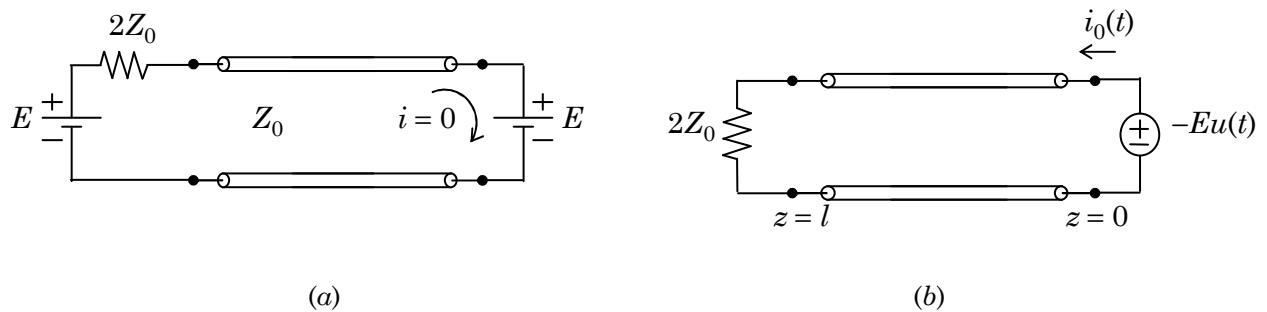 2Z₀
E
+
−
Z₀
i = 0
+
−
E
(a)
i₀(t)
2Z₀
+
−
−Eu(t)
z = l
z = 0
(b)